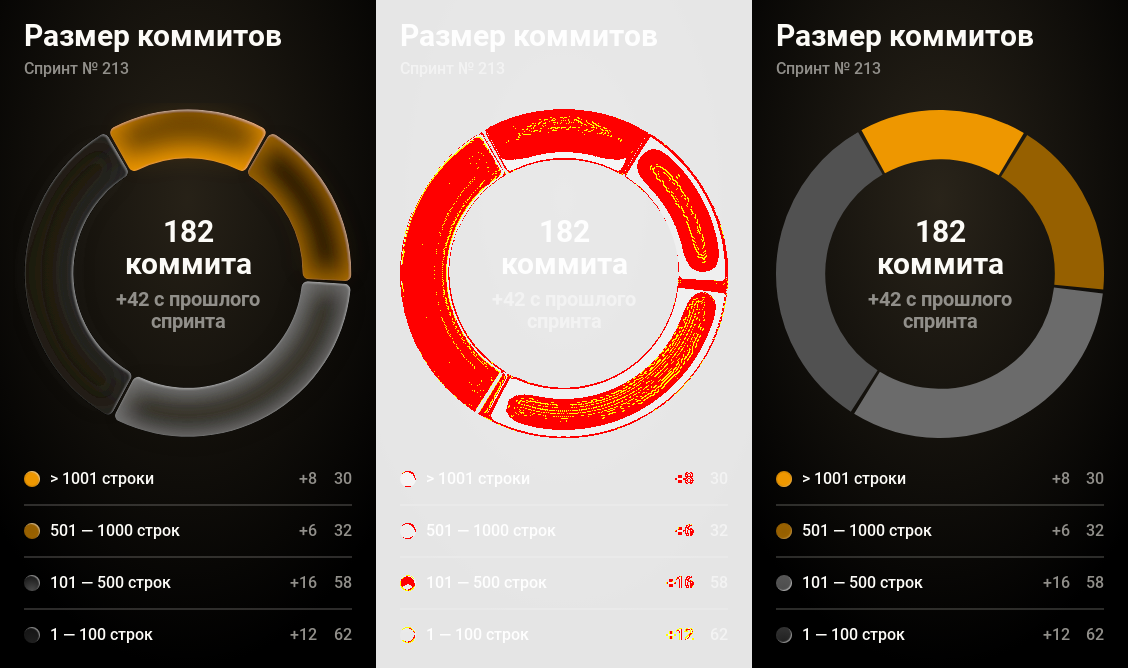 Размер коммитов
Спринт № 213
182
коммита
+42 с прошлого
спринта
> 1001 строки +8 30
501 — 1000 строк +6 32
101 — 500 строк +16 58
1 — 100 строк +12 62
Размер коммитов
Спринт № 213
182
коммита
+42 с прошлого
спринта
> 1001 строки +8 30
501 — 1000 строк +6 32
101 — 500 строк +16 58
1 — 100 строк +12 62
Размер коммитов
Спринт № 213
182
коммита
+42 с прошлого
спринта
> 1001 строки +8 30
501 — 1000 строк +6 32
101 — 500 строк +16 58
1 — 100 строк +12 62